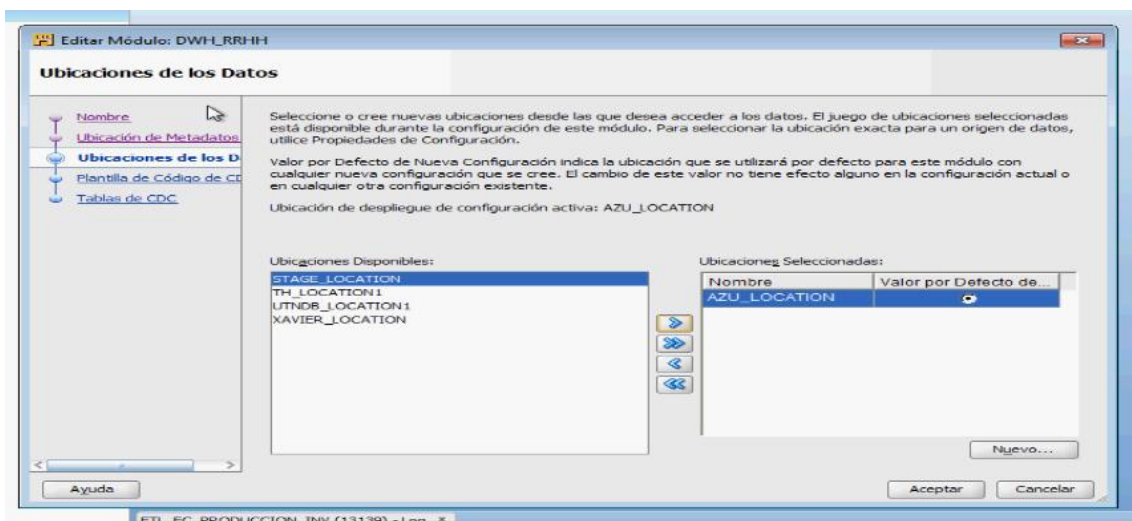 Editar Módulo: DWH_RRHH
Ubicaciones de los Datos
Nombre
Ubicación de Metadatos
Ubicaciones de los D
Plantilla de Código de CD
Tablas de CDC
Seleccione o cree nuevas ubicaciones desde las que desea acceder a los datos. El juego de ubicaciones seleccionadas
está disponible durante la configuración de este módulo. Para seleccionar la ubicación exacta para un origen de datos,
utilice Propiedades de Configuración.
Valor por Defecto de Nueva Configuración indica la ubicación que se utilizará por defecto para este módulo con
cualquier nueva configuración que se cree. El cambio de este valor no tiene efecto alguno en la configuración actual o
en cualquier otra configuración existente.
Ubicación de despliegue de configuración activa: AZU_LOCATION
Ubicaciones Disponibles:
STAGE_LOCATION
TH_LOCATION1
UTNDB_LOCATION1
XAVIER_LOCATION
Ubicaciones Seleccionadas:
Nombre Valor por Defecto de...
AZU_LOCATION
Nuevo...
Ayuda Aceptar Cancelar
ETL_EC_PRODUCCION_INV (13139) - Log